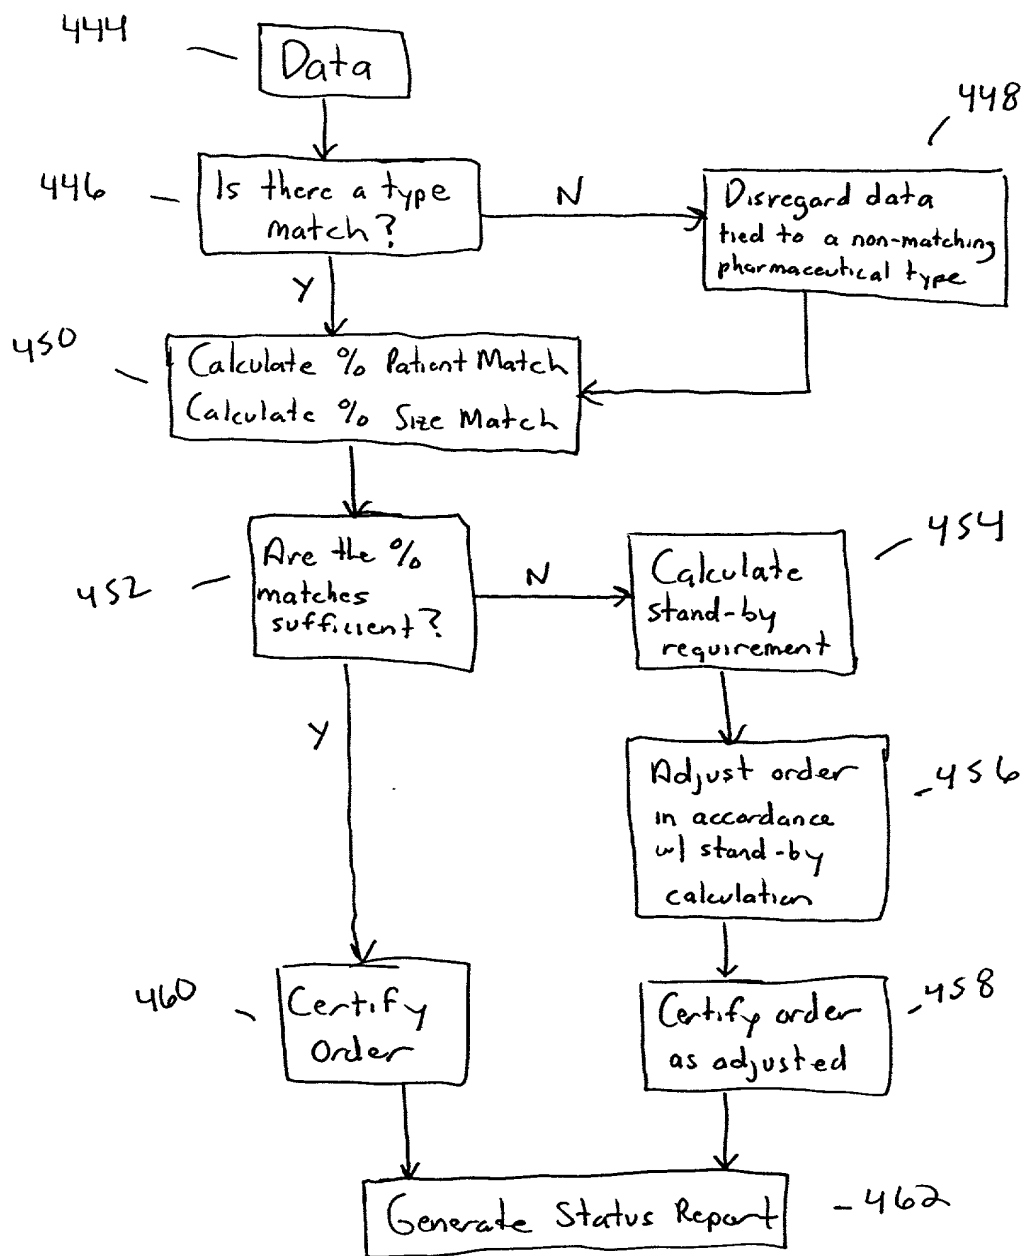 444
Data
448
446
Is there a type
match?
N
Disregard data
tied to a non-matching
pharmaceutical type
Y
450
Calculate % Patient Match
Calculate % Size Match
452
Are the %
matches
sufficient?
N
454
Calculate
stand-by
requirement
Y
456
Adjust order
in accordance
w/ stand-by
calculation
460
Certify
Order
458
Certify order
as adjusted
Generate Status Report
462